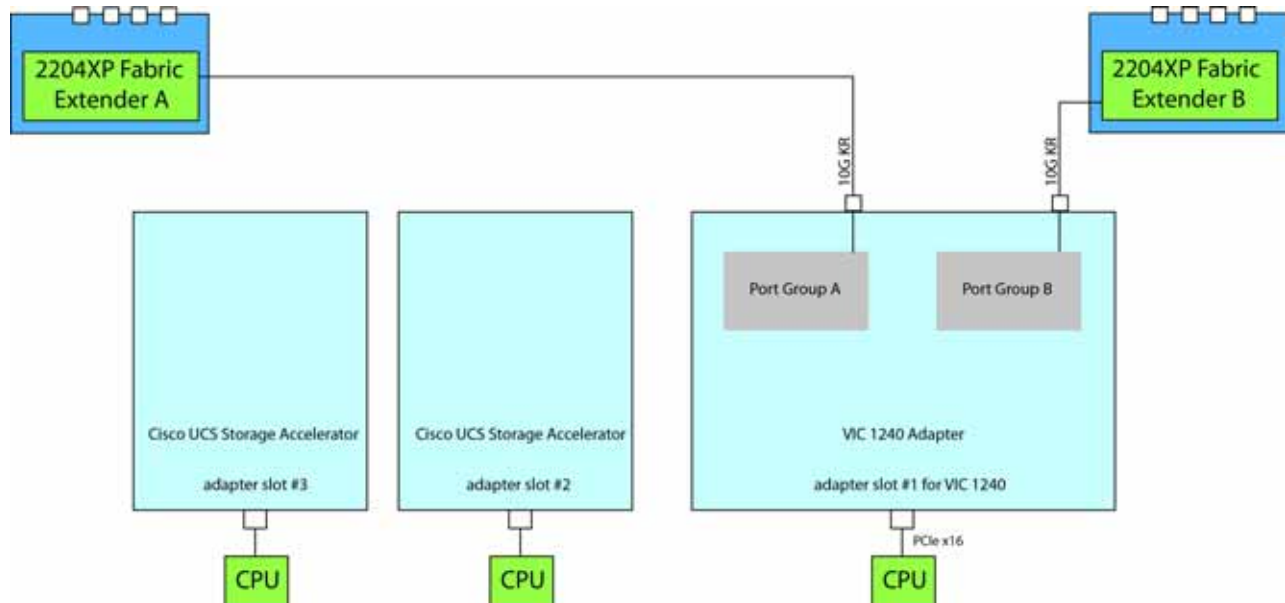 2204XP Fabric
Extender A
2204XP Fabric
Extender B
10G KR
10G KR
Port Group A
Port Group B
Cisco UCS Storage Accelerator
Cisco UCS Storage Accelerator
VIC 1240 Adapter
adapter slot #3
adapter slot #2
adapter slot #1 for VIC 1240
PCIe x16
CPU
CPU
CPU